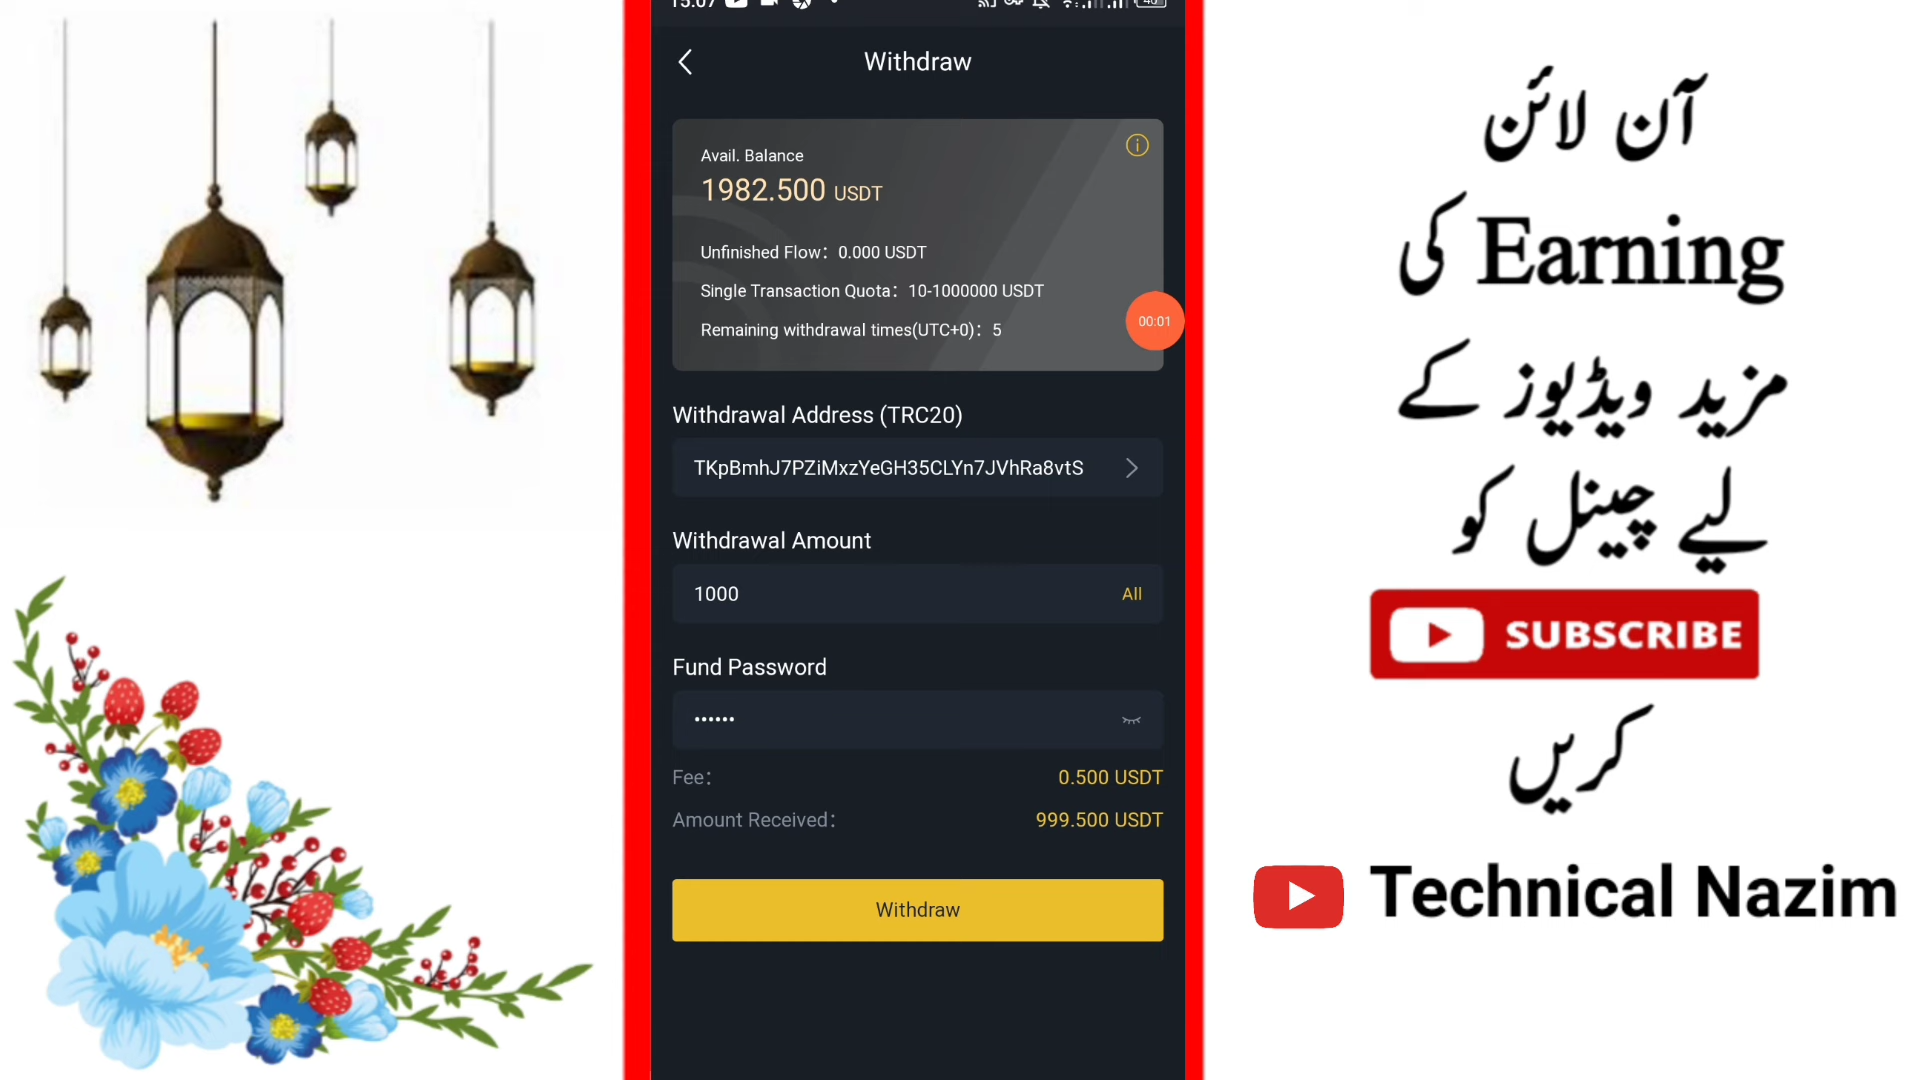 15:07
Withdraw
Avail. Balance
1982.500 USDT
Unfinished Flow: 0.000 USDT
Single Transaction Quota: 10-1000000 USDT
Remaining withdrawal times(UTC+0): 5
00:01
Withdrawal Address (TRC20)
TKpBmhJ7PZiMxzYeGH35CLYn7JVhRa8vtS
Withdrawal Amount
1000 All
Fund Password
••••••
Fee: 0.500 USDT
Amount Received: 999.500 USDT
Withdraw
آن لائن
Earning کی
مزید ویڈیوز کے
لیے چینل کو
SUBSCRIBE
کریں
Technical Nazim